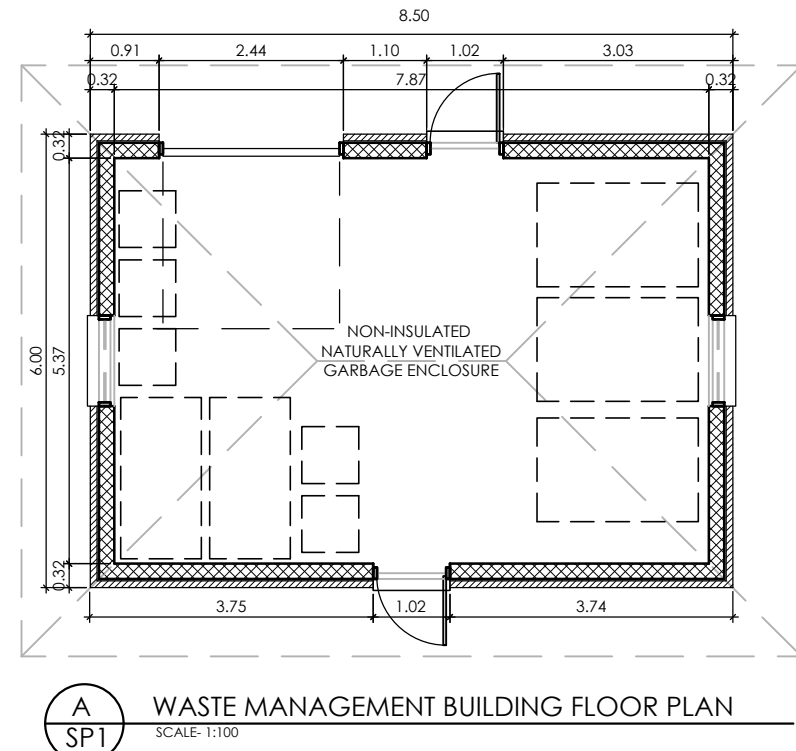 8.50
0.91 2.44 1.10 1.02 3.03
0.32 7.87 0.32
0.32
6.00 5.37
0.32
NON-INSULATED
NATURALLY VENTILATED
GARBAGE ENCLOSURE
3.75 1.02 3.74
A
SP1
WASTE MANAGEMENT BUILDING FLOOR PLAN
SCALE- 1:100